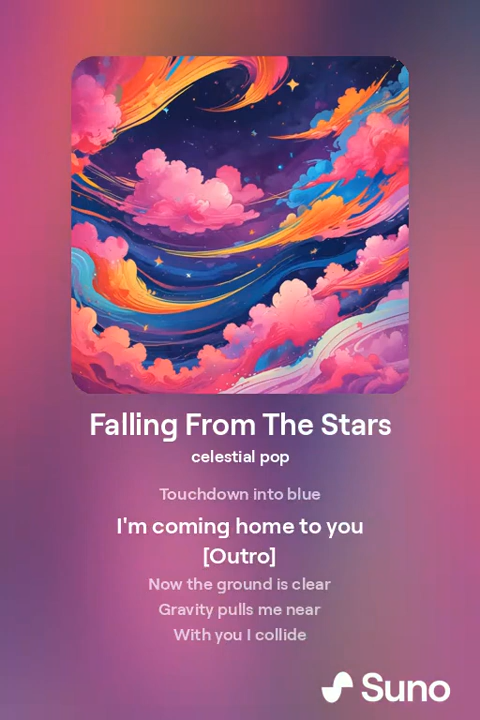 Falling From The Stars
celestial pop
Touchdown into blue
I'm coming home to you
[Outro]
Now the ground is clear
Gravity pulls me near
With you I collide
Suno